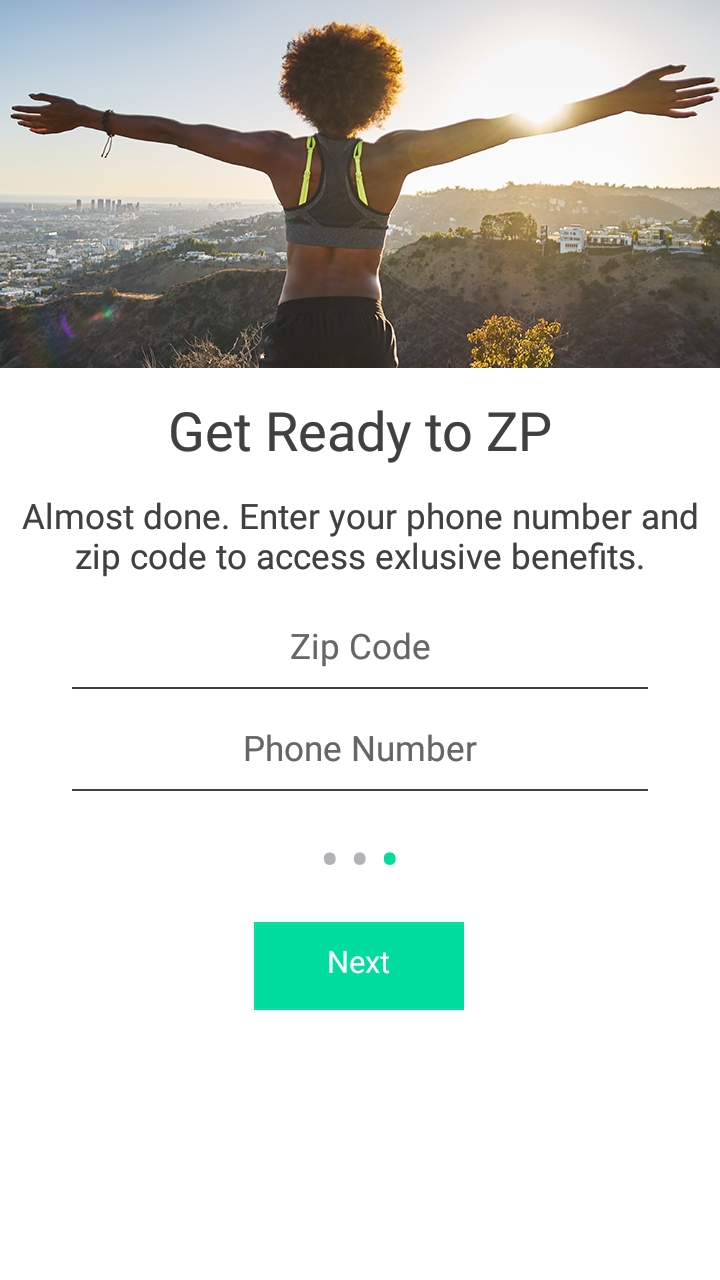 Get Ready to ZP
Almost done. Enter your phone number and
zip code to access exlusive benefits.
Zip Code
Phone Number
Next